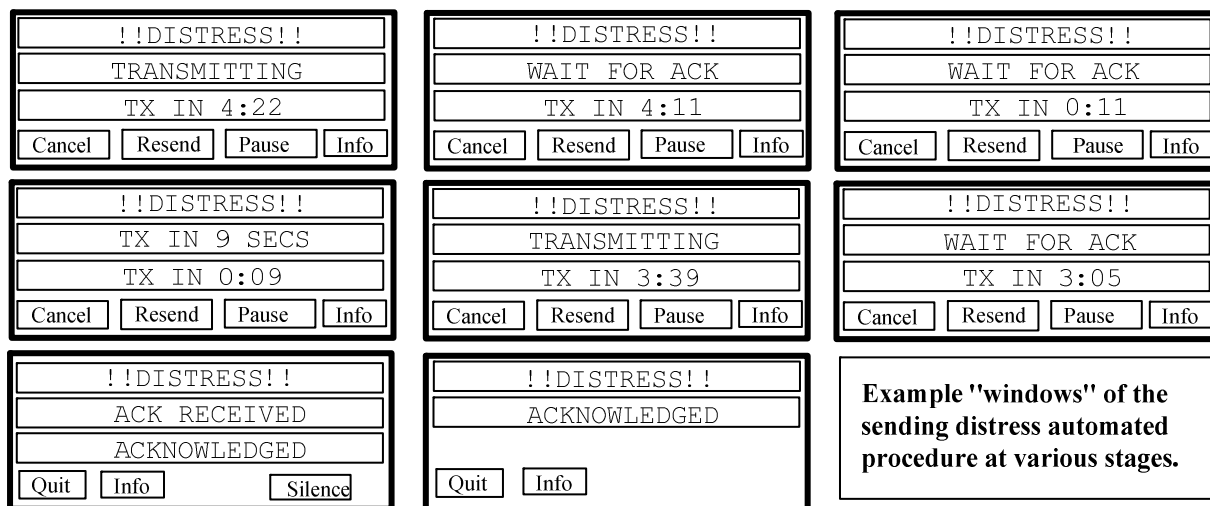 !!DISTRESS!!
TRANSMITTING
TX IN 4:22
Cancel Resend Pause Info
!!DISTRESS!!
WAIT FOR ACK
TX IN 4:11
Cancel Resend Pause Info
!!DISTRESS!!
WAIT FOR ACK
TX IN 0:11
Cancel Resend Pause Info
!!DISTRESS!!
TX IN 9 SECS
TX IN 0:09
Cancel Resend Pause Info
!!DISTRESS!!
TRANSMITTING
TX IN 3:39
Cancel Resend Pause Info
!!DISTRESS!!
WAIT FOR ACK
TX IN 3:05
Cancel Resend Pause Info
!!DISTRESS!!
ACK RECEIVED
ACKNOWLEDGED
Quit Info Silence
!!DISTRESS!!
ACKNOWLEDGED
Quit Info
Example "windows" of the
sending distress automated
procedure at various stages.